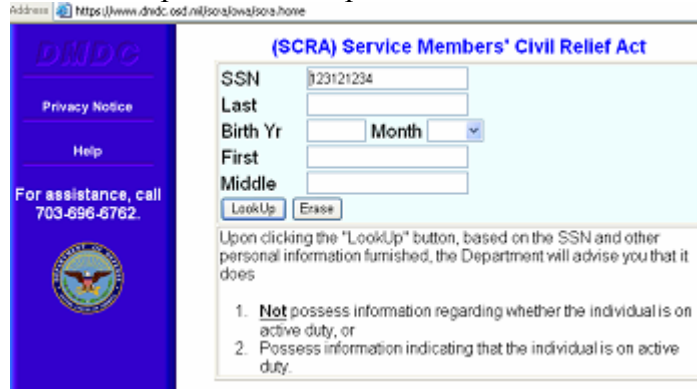 Address https://www.dmdc.osd.mil/scra/owa/scra.home
DMDC
Privacy Notice
Help
For assistance, call
703-696-6762.
(SCRA) Service Members' Civil Relief Act
SSN 123121234
Last
Birth Yr Month
First
Middle
LookUp Erase
Upon clicking the "LookUp" button, based on the SSN and other
personal information furnished, the Department will advise you that it
does
1. Not possess information regarding whether the individual is on
active duty, or
2. Possess information indicating that the individual is on active
duty.